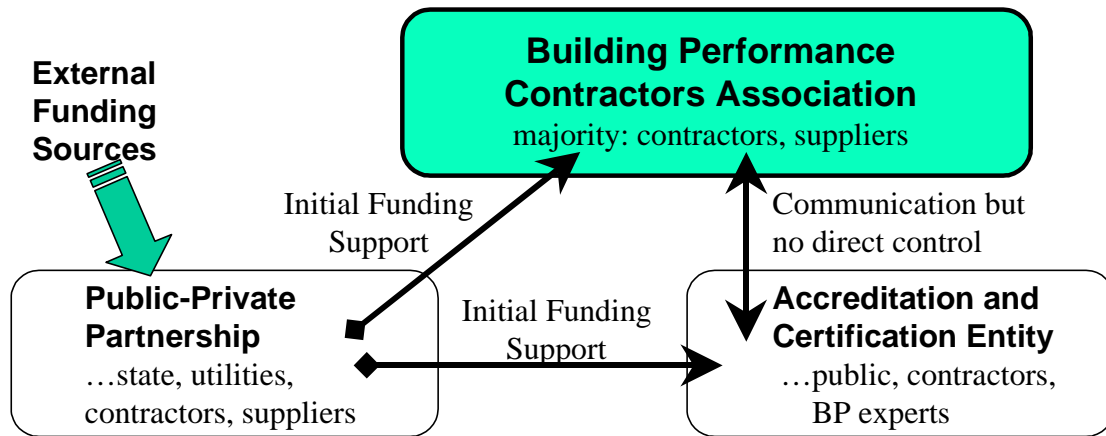 External
Funding
Sources
Building Performance
Contractors Association
majority: contractors, suppliers
Initial Funding
Support
Communication but
no direct control
Public-Private
Partnership
…state, utilities,
contractors, suppliers
Initial Funding
Support
Accreditation and
Certification Entity
…public, contractors,
BP experts